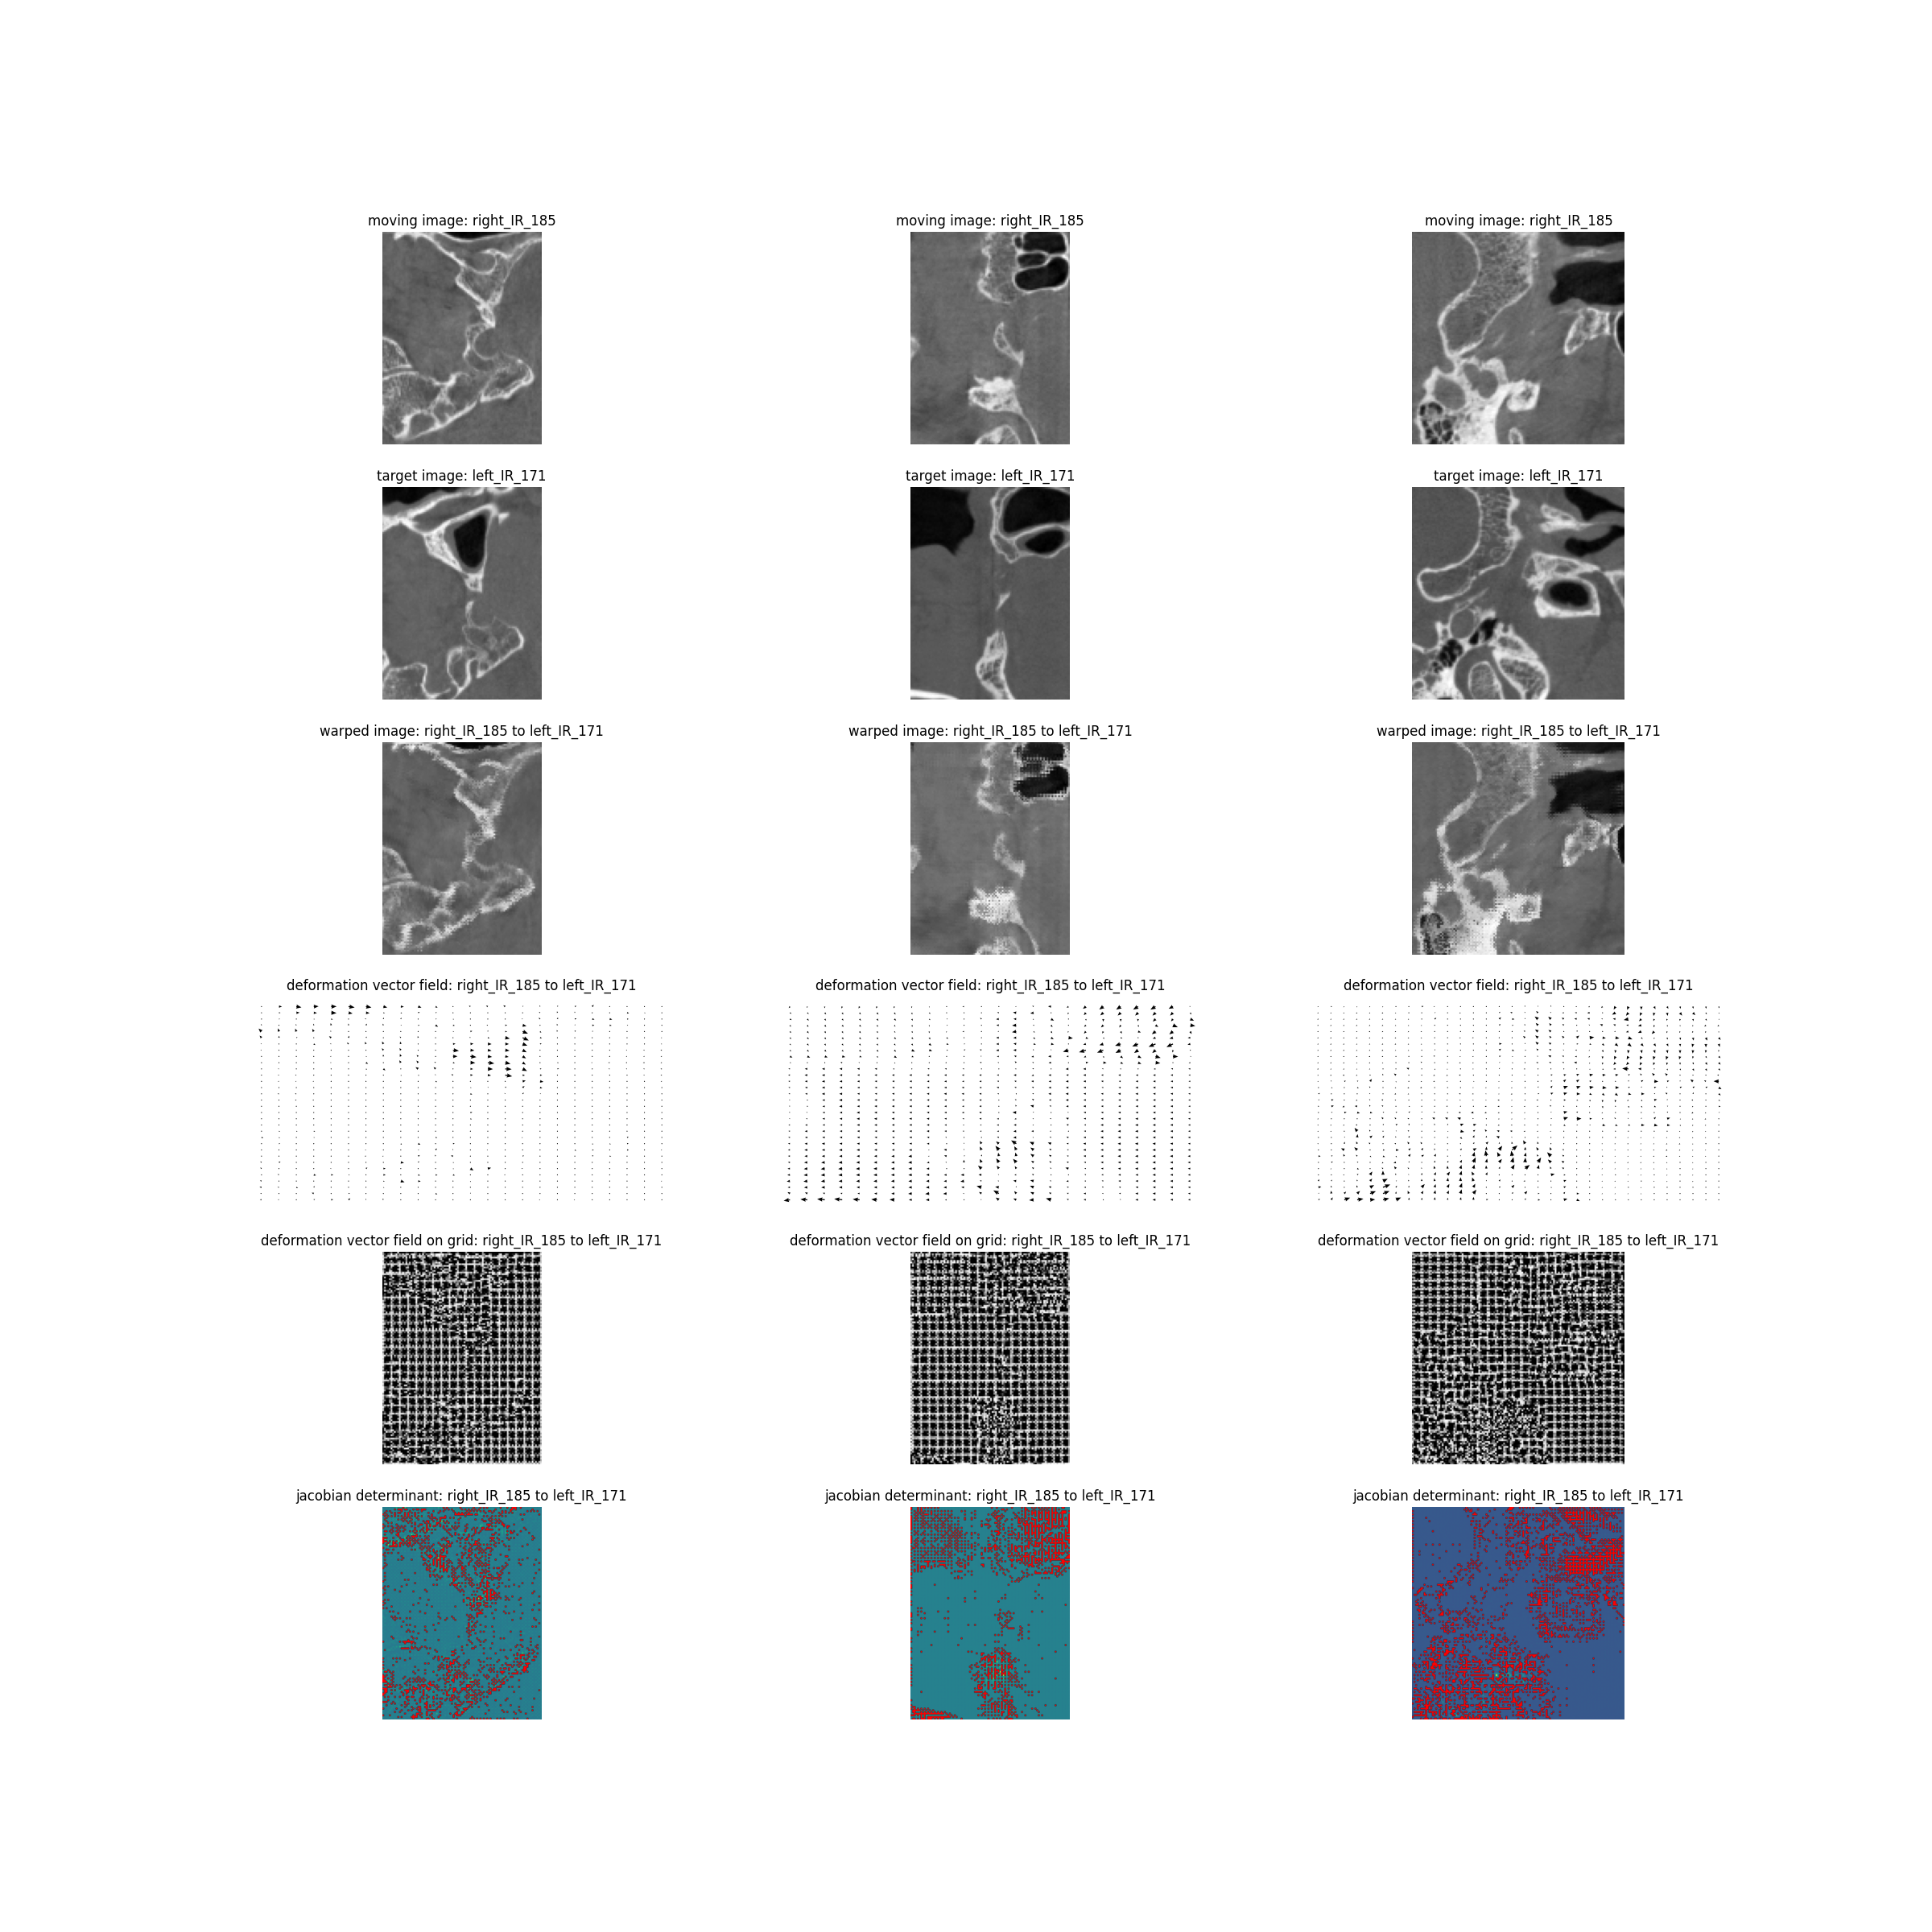 moving image: right_IR_185
moving image: right_IR_185
moving image: right_IR_185
target image: left_IR_171
target image: left_IR_171
target image: left_IR_171
warped image: right_IR_185 to left_IR_171
warped image: right_IR_185 to left_IR_171
warped image: right_IR_185 to left_IR_171
deformation vector field: right_IR_185 to left_IR_171
deformation vector field: right_IR_185 to left_IR_171
deformation vector field: right_IR_185 to left_IR_171
deformation vector field on grid: right_IR_185 to left_IR_171
deformation vector field on grid: right_IR_185 to left_IR_171
deformation vector field on grid: right_IR_185 to left_IR_171
jacobian determinant: right_IR_185 to left_IR_171
jacobian determinant: right_IR_185 to left_IR_171
jacobian determinant: right_IR_185 to left_IR_171